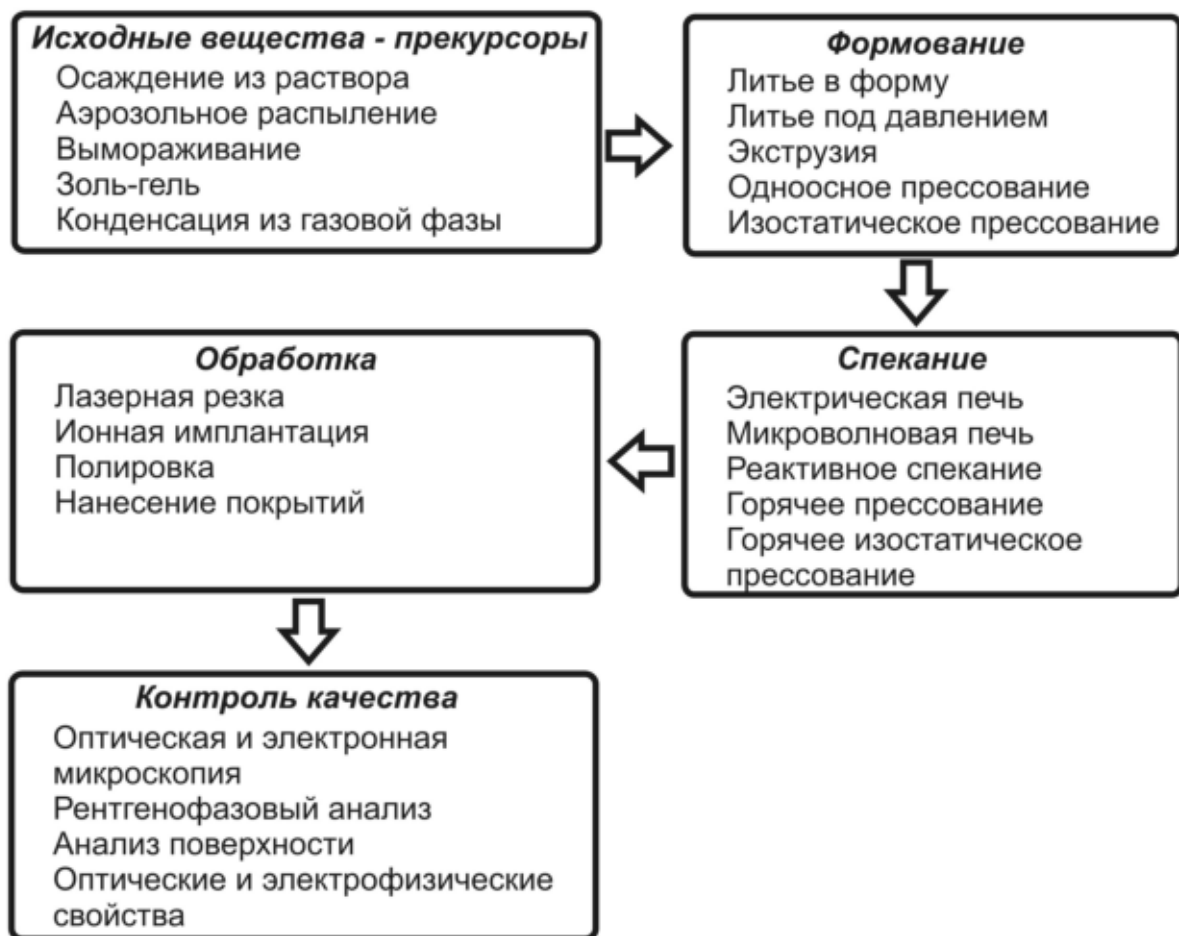 Исходные вещества - прекурсоры
Осаждение из раствора
Аэрозольное распыление
Вымораживание
Золь-гель
Конденсация из газовой фазы
Формование
Литье в форму
Литье под давлением
Экструзия
Одноосное прессование
Изостатическое прессование
Обработка
Лазерная резка
Ионная имплантация
Полировка
Нанесение покрытий
Спекание
Электрическая печь
Микроволновая печь
Реактивное спекание
Горячее прессование
Горячее изостатическое
прессование
Контроль качества
Оптическая и электронная
микроскопия
Рентгенофазовый анализ
Анализ поверхности
Оптические и электрофизические
свойства